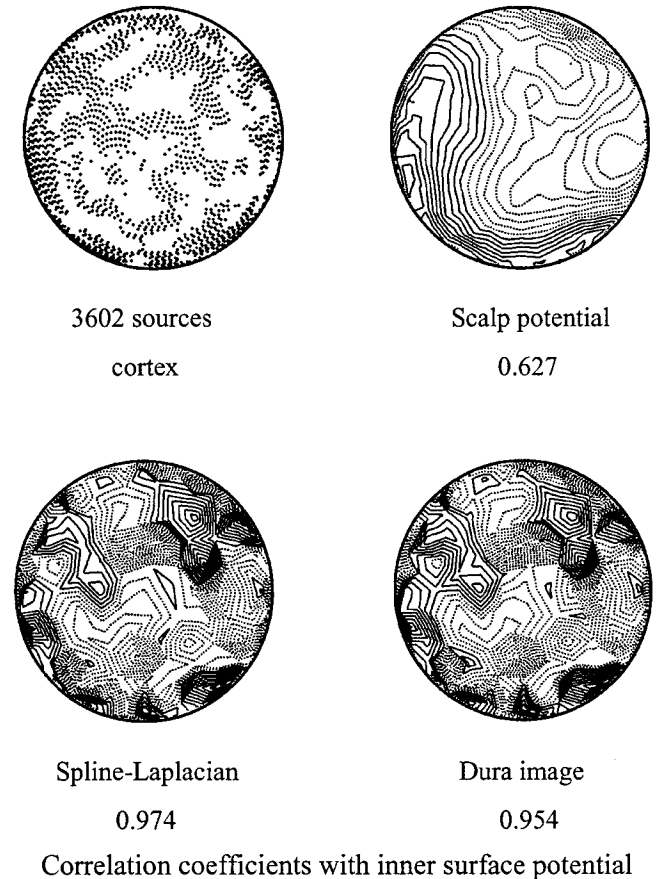 3602 sources
cortex
Scalp potential
0.627
Spline-Laplacian
0.974
Dura image
0.954
Correlation coefficients with inner surface potential